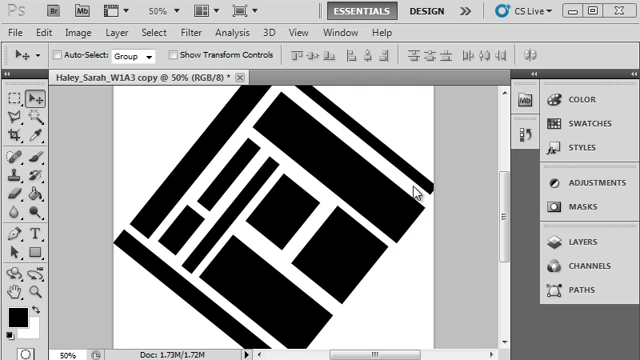 Ps Br Mb 50% ESSENTIALS DESIGN >> CS Live
File Edit Image Layer Select Filter Analysis 3D View Window Help
Auto-Select: Group Show Transform Controls
Haley_Sarah_W1A3 copy @ 50% (RGB/8) * x
Mb COLOR
SWATCHES
STYLES
ADJUSTMENTS
MASKS
LAYERS
CHANNELS
PATHS
50% Doc: 1.73M/1.72M